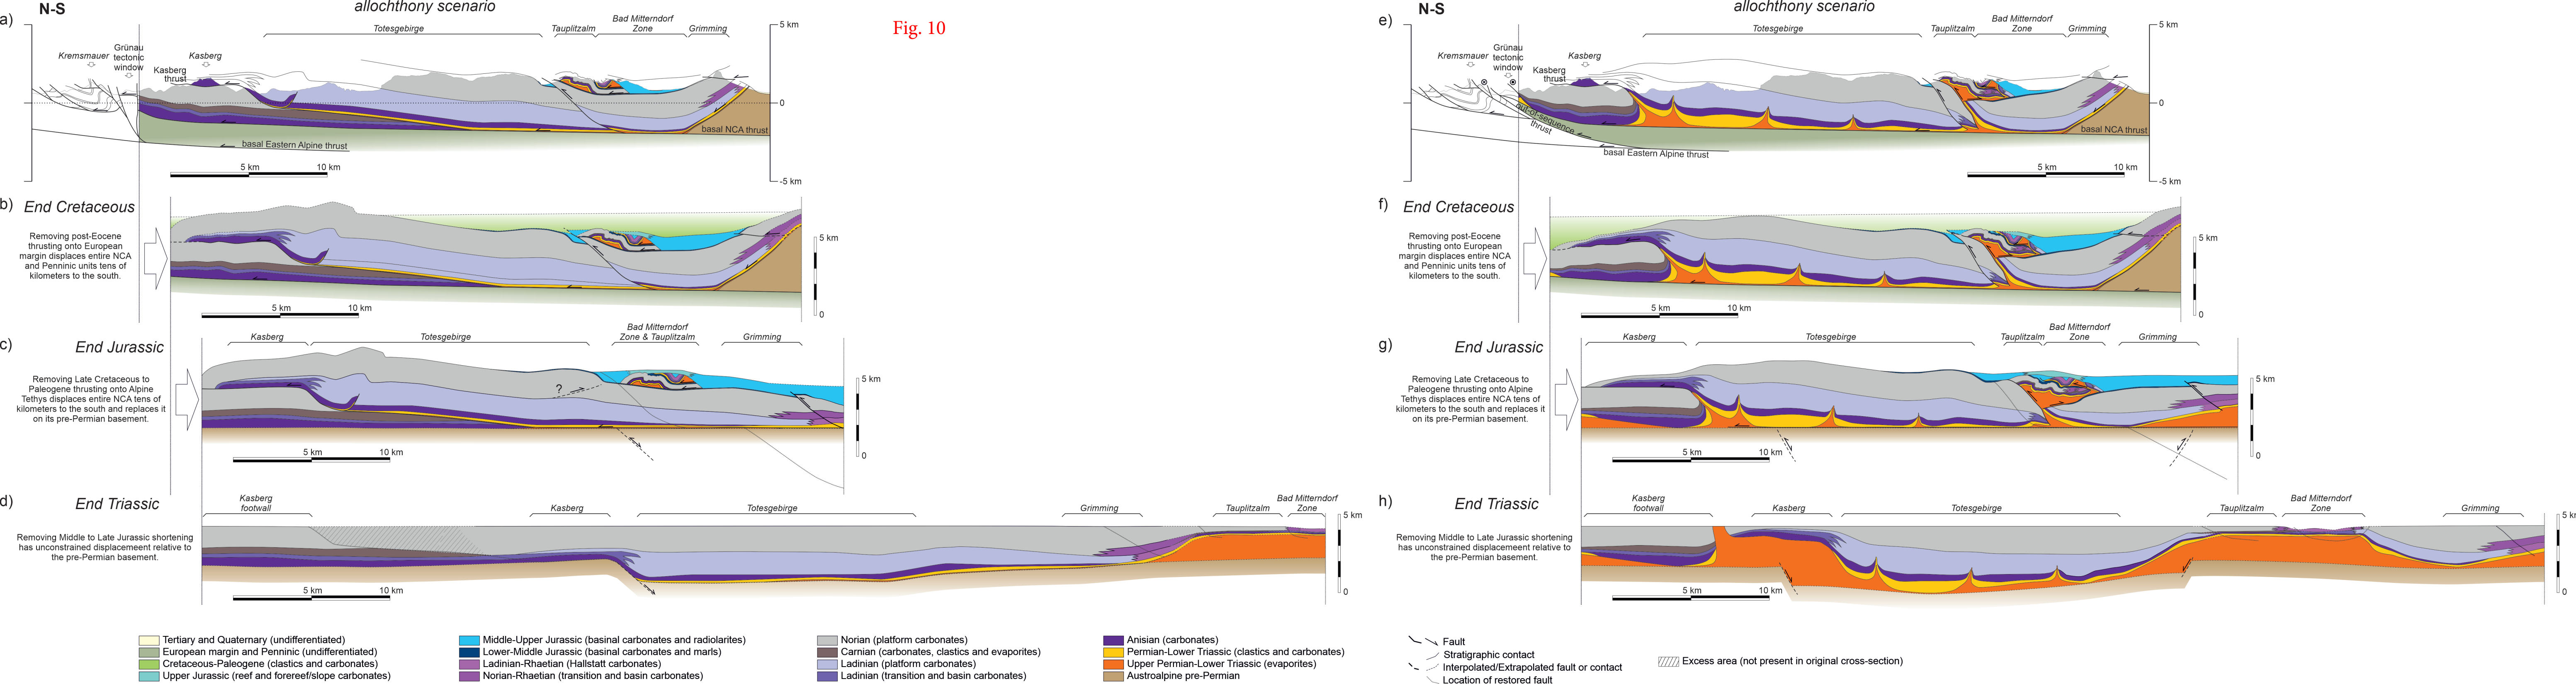 Fig. 10
a)
N-S
allochthony scenario
Kremsmauer
Grünau
tectonic
window
Kasberg
thrust
Kasberg
Totesgebirge
Tauplitzalm
Bad Mitterndorf
Zone
Grimming
5 km
0
-5 km
basal NCA thrust
basal Eastern Alpine thrust
5 km
10 km
b)
End Cretaceous
Removing post-Eocene
thrusting onto European
margin displaces entire NCA
and Penninic units tens of
kilometers to the south.
5 km
0
5 km
10 km
c)
End Jurassic
Removing Late Cretaceous to
Paleogene thrusting onto Alpine
Tethys displaces entire NCA tens of
kilometers to the south and replaces it
on its pre-Permian basement.
Kasberg
Totesgebirge
Bad Mitterndorf
Zone & Tauplitzalm
Grimming
?
5 km
0
5 km
10 km
d)
End Triassic
Removing Middle to Late Jurassic shortening
has unconstrained displacememt relative to
the pre-Permian basement.
Kasberg
footwall
Kasberg
Totesgebirge
Grimming
Tauplitzalm
Bad Mitterndorf
Zone
5 km
0
5 km
10 km
e)
N-S
allochthony scenario
Kremsmauer
Grünau
tectonic
window
Kasberg
thrust
Kasberg
Totesgebirge
Tauplitzalm
Bad Mitterndorf
Zone
Grimming
5 km
0
-5 km
out-of-sequence
thrust
basal NCA thrust
basal Eastern Alpine thrust
5 km
10 km
f)
End Cretaceous
Removing post-Eocene
thrusting onto European
margin displaces entire NCA
and Penninic units tens of
kilometers to the south.
5 km
0
5 km
10 km
g)
End Jurassic
Removing Late Cretaceous to
Paleogene thrusting onto Alpine
Tethys displaces entire NCA tens of
kilometers to the south and replaces it
on its pre-Permian basement.
Kasberg
Totesgebirge
Tauplitzalm
Bad Mitterndorf
Zone
Grimming
5 km
0
5 km
10 km
h)
End Triassic
Removing Middle to Late Jurassic shortening
has unconstrained displacemeent relative to
the pre-Permian basement.
Kasberg
footwall
Kasberg
Totesgebirge
Tauplitzalm
Bad Mitterndorf
Zone
Grimming
5 k
0
5 km
10 km
Tertiary and Quaternary (undifferentiated)
European margin and Penninic (undifferentiated)
Cretaceous-Paleogene (clastics and carbonates)
Upper Jurassic (reef and forereef/slope carbonates)
Middle-Upper Jurassic (basinal carbonates and radiolarites)
Lower-Middle Jurassic (basinal carbonates and marls)
Ladinian-Rhaetian (Hallstatt carbonates)
Norian-Rhaetian (transition and basin carbonates)
Norian (platform carbonates)
Carnian (carbonates, clastics and evaporites)
Ladinian (platform carbonates)
Ladinian (transition and basin carbonates)
Anisian (carbonates)
Permian-Lower Triassic (clastics and carbonates)
Upper Permian-Lower Triassic (evaporites)
Austroalpine pre-Permian
Fault
Stratigraphic contact
Interpolated/Extrapolated fault or contact
Location of restored fault
Excess area (not present in original cross-section)